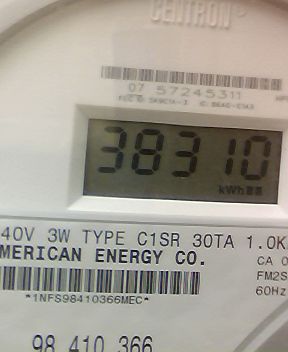 CENTRON®
07 57245311
38310
kWh
40V 3W TYPE C1SR 30TA 1.0K
MERICAN ENERGY CO.
CA 0
FM2S
60Hz
*1NFS98410366MEC*
98 410 366